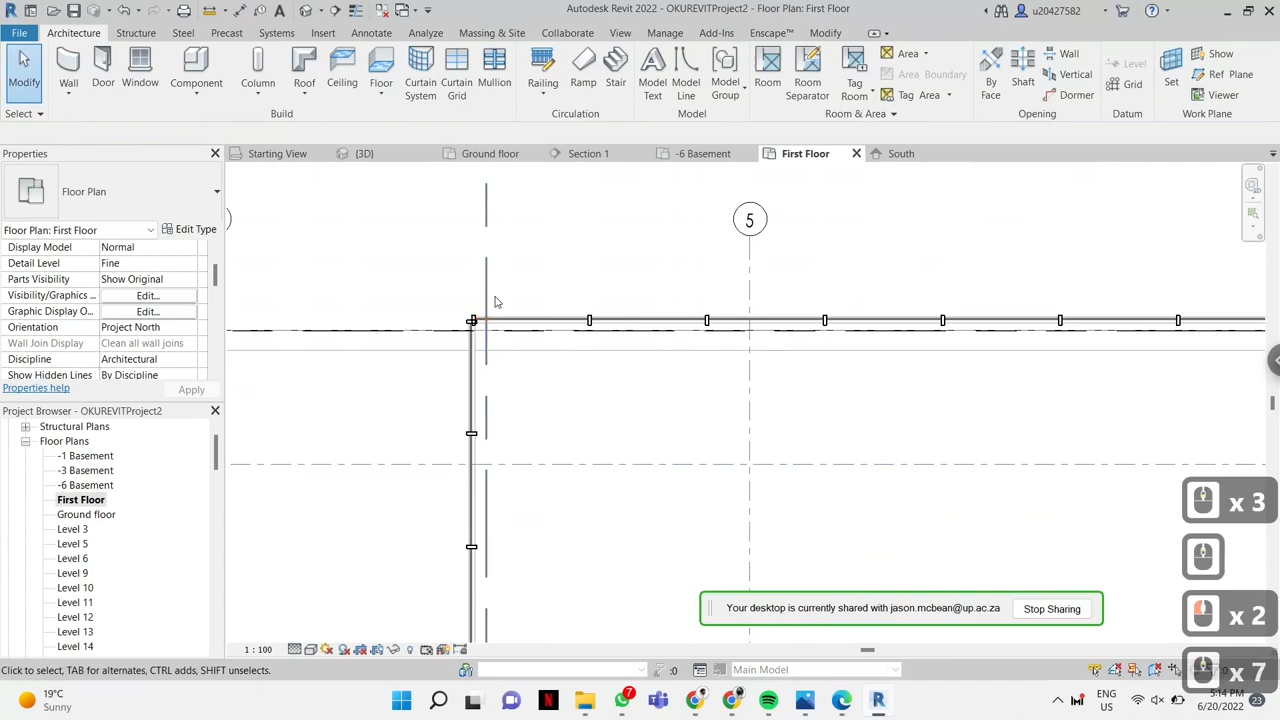 Autodesk Revit 2022 - OKUREVITProject2 - Floor Plan: First Floor
u20427582
File Architecture Structure Steel Precast Systems Insert Annotate Analyze Massing & Site Collaborate View Manage Add-Ins Enscape™ Modify
Modify Wall Door Window Component Column Roof Ceiling Floor Curtain System Curtain Grid Mullion Railing Ramp Stair Model Text Model Line Model Group Room Room Separator Tag Room By Face Shaft Set
Area Wall Level Show
Area Boundary Vertical Grid Ref Plane
Tag Area Dormer Viewer
Select Build Circulation Model Room & Area Opening Datum Work Plane
Properties Starting View {3D} Ground floor Section 1 -6 Basement First Floor South
Floor Plan
Floor Plan: First Floor Edit Type
Display Model Normal
Detail Level Fine
Parts Visibility Show Original
Visibility/Graphics ... Edit...
Graphic Display O... Edit...
Orientation Project North
Wall Join Display Clean all wall joins
Discipline Architectural
Show Hidden Lines By Discipline
Properties help Apply
Project Browser - OKUREVITProject2
Structural Plans
Floor Plans
-1 Basement
-3 Basement
-6 Basement
First Floor
Ground floor
Level 3
Level 5
Level 6
Level 9
Level 10
Level 11
Level 12
Level 13
Level 14
5
x 3
x 2
x 7
Your desktop is currently shared with jason.mcbean@up.ac.za Stop Sharing
1 : 100
Click to select, TAB for alternates, CTRL adds, SHIFT unselects.
:0 Main Model
19°C
Sunny
7
ENG
US
5:14 PM
6/20/2022
23